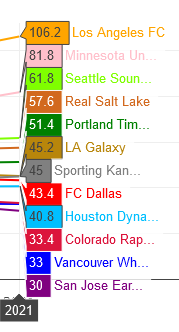 106.2 Los Angeles FC
81.8 Minnesota Un...
61.8 Seattle Soun...
57.6 Real Salt Lake
51.4 Portland Tim...
45.2 LA Galaxy
45 Sporting Kan...
43.4 FC Dallas
40.8 Houston Dyna...
33.4 Colorado Rap...
33 Vancouver Wh...
30 San Jose Ear...
2021